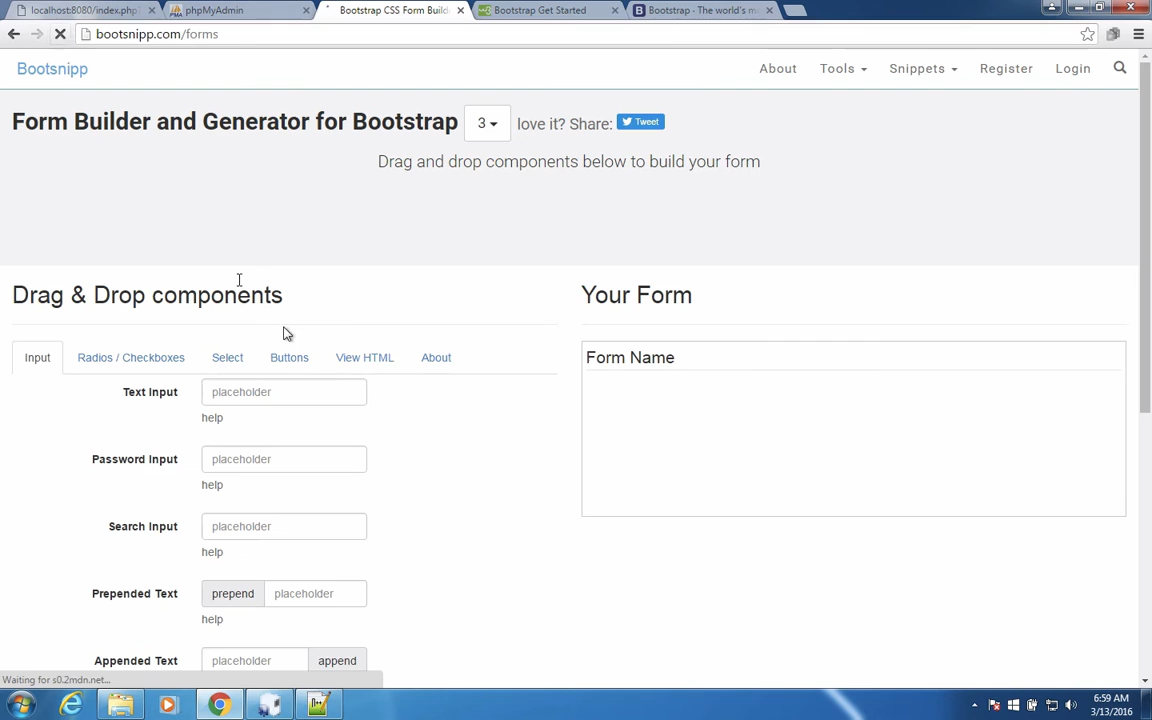 localhost:8080/index.php?
phpMyAdmin
Bootstrap CSS Form Build
Bootstrap Get Started
Bootstrap · The world's m
bootsnipp.com/forms
Bootsnipp
About
Tools
Snippets
Register
Login
Form Builder and Generator for Bootstrap 3 love it? Share: Tweet
Drag and drop components below to build your form
Drag & Drop components
Your Form
Input
Radios / Checkboxes
Select
Buttons
View HTML
About
Form Name
Text Input placeholder
help
Password Input placeholder
help
Search Input placeholder
help
Prepended Text prepend placeholder
help
Appended Text placeholder append
Waiting for s0.2mdn.net...
6:59 AM
3/13/2016